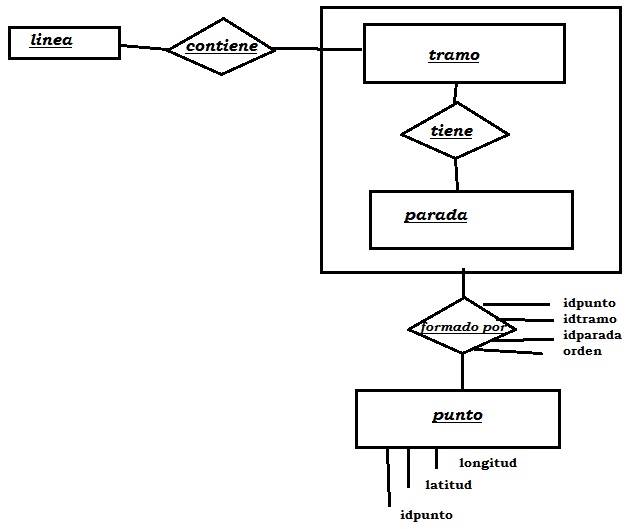 linea
contiene
tramo
tiene
parada
formado por
idpunto
idtramo
idparada
orden
punto
longitud
latitud
idpunto